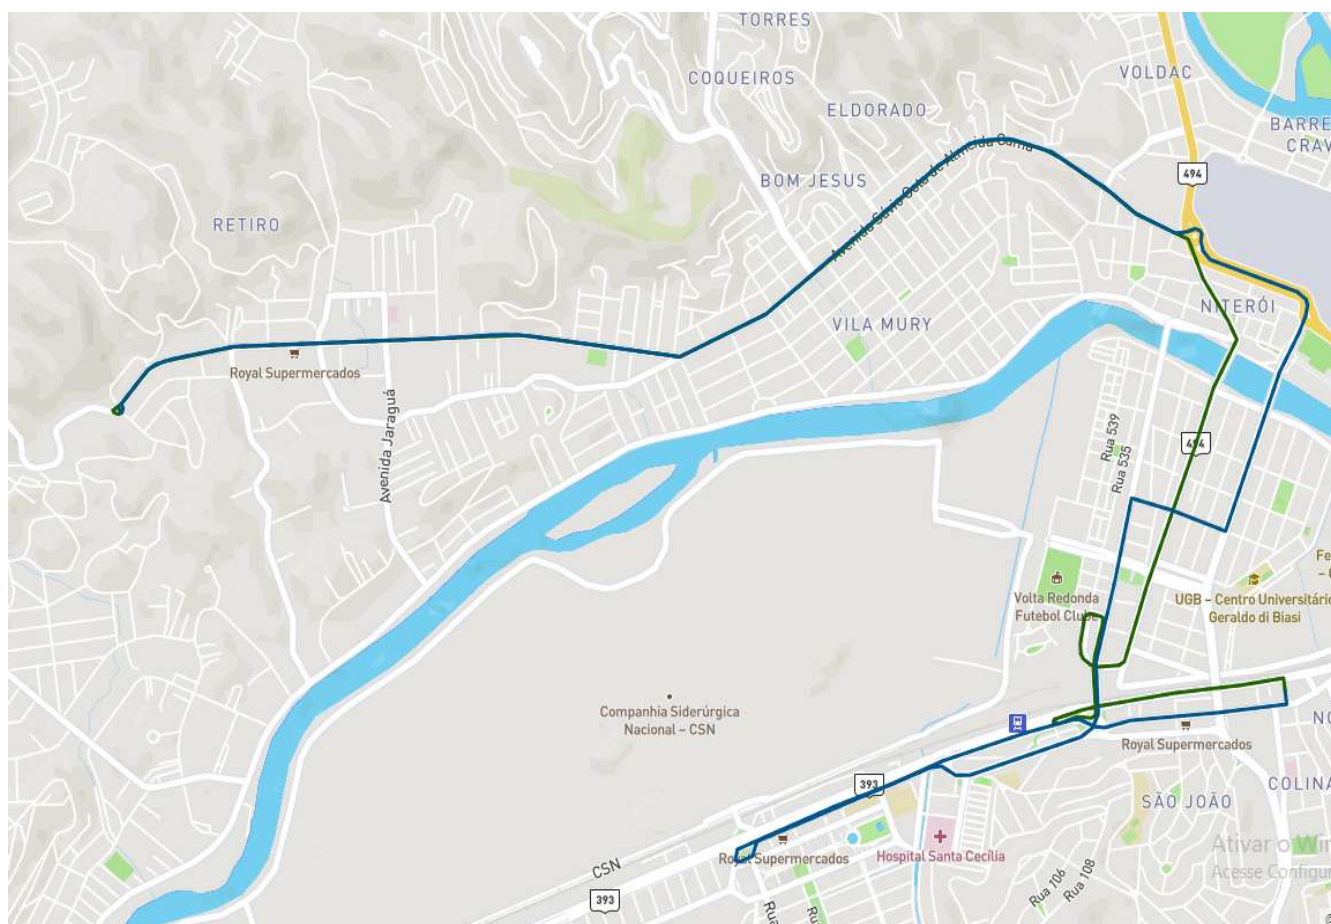 TORRES
VOLDAC
COQUEIROS
ELDORADO
BARRE
CRAV
Avenida Sávio Cota de Almeida Gama
494
BOM JESUS
RETIRO
NITERÓI
VILA MURY
Royal Supermercados
Avenida Jaraguá
494
Rua 539
Rua 535
Fe
Volta Redonda
Futebol Clube
UGB – Centro Universitário
Geraldo di Biasi
Companhia Siderúrgica
Nacional – CSN
Royal Supermercados
NO
393
COLINA
SÃO JOÃO
Royal Supermercados
Hospital Santa Cecília
Ativar o Win
Acesse Configur
CSN
Rua 106
Rua 108
393